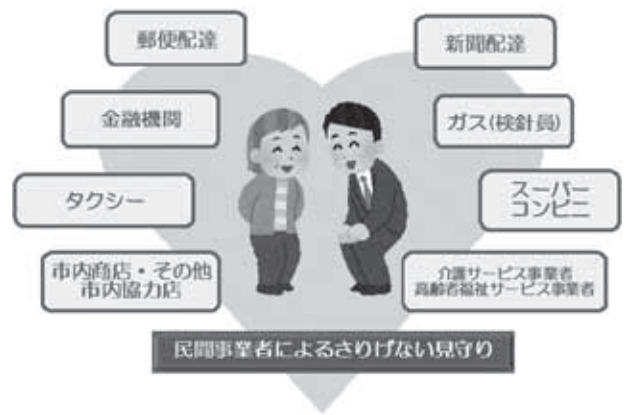 郵便配達
新聞配達
金融機関
ガス(検針員)
タクシー
スーパー
コンビニ
市内商店・その他
市内協力店
介護サービス事業者
高齢者福祉サービス事業者
民間事業者によるさりげない見守り